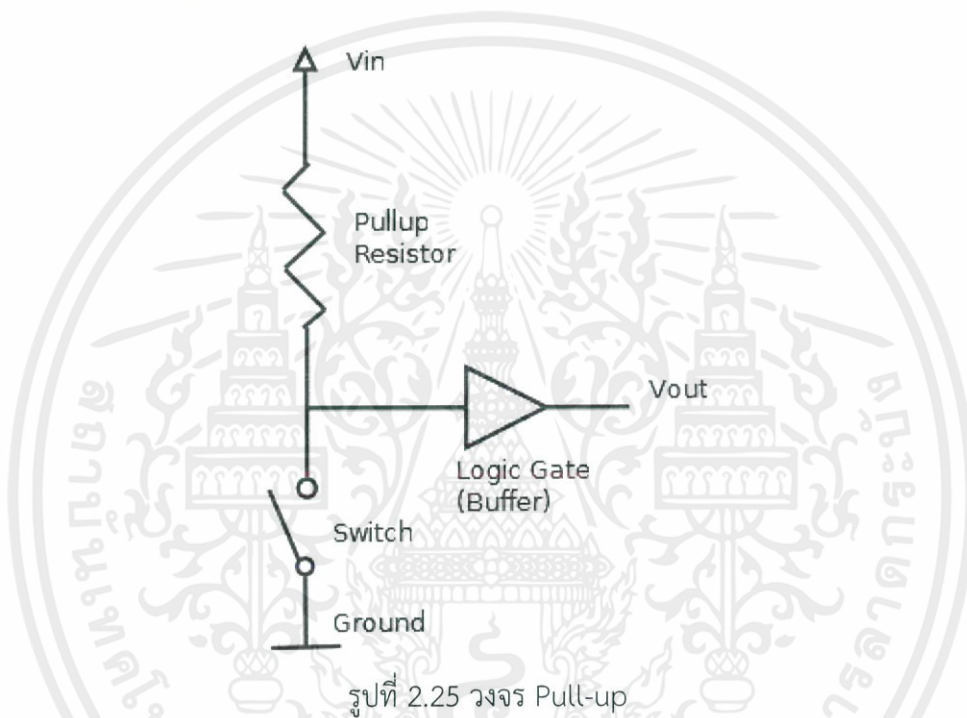 Vin
Pullup
Resistor
Vout
Logic Gate
(Buffer)
Switch
Ground
รูปที่ 2.25 วงจร Pull-up